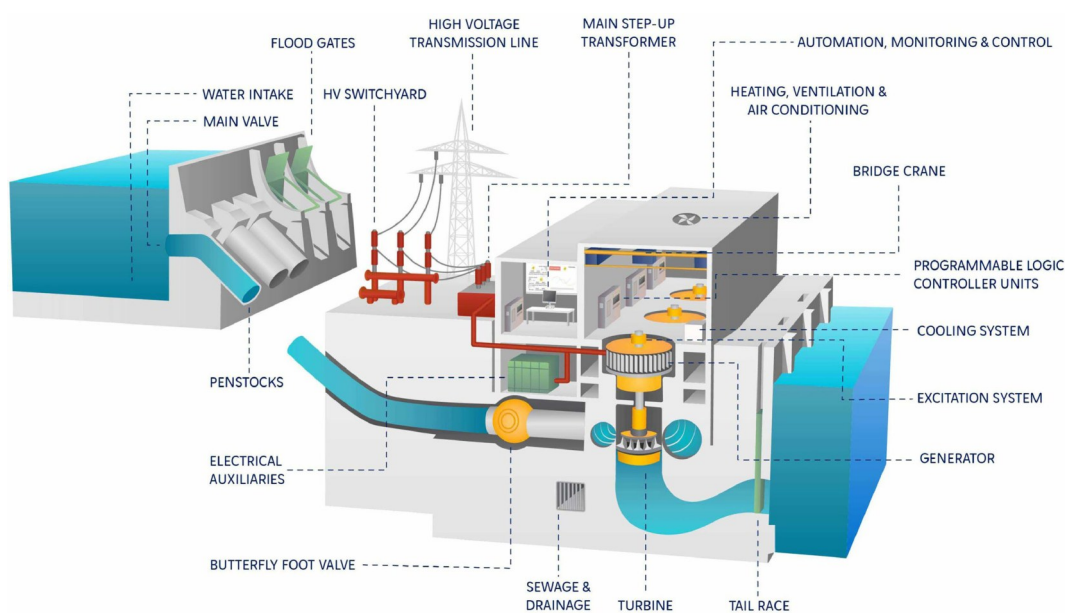 HIGH VOLTAGE
TRANSMISSION LINE
MAIN STEP-UP
TRANSFORMER
FLOOD GATES
AUTOMATION, MONITORING & CONTROL
WATER INTAKE
HV SWITCHYARD
HEATING, VENTILATION &
AIR CONDITIONING
MAIN VALVE
BRIDGE CRANE
PROGRAMMABLE LOGIC
CONTROLLER UNITS
COOLING SYSTEM
PENSTOCKS
EXCITATION SYSTEM
ELECTRICAL
AUXILIARIES
GENERATOR
BUTTERFLY FOOT VALVE
SEWAGE &
DRAINAGE
TURBINE
TAIL RACE